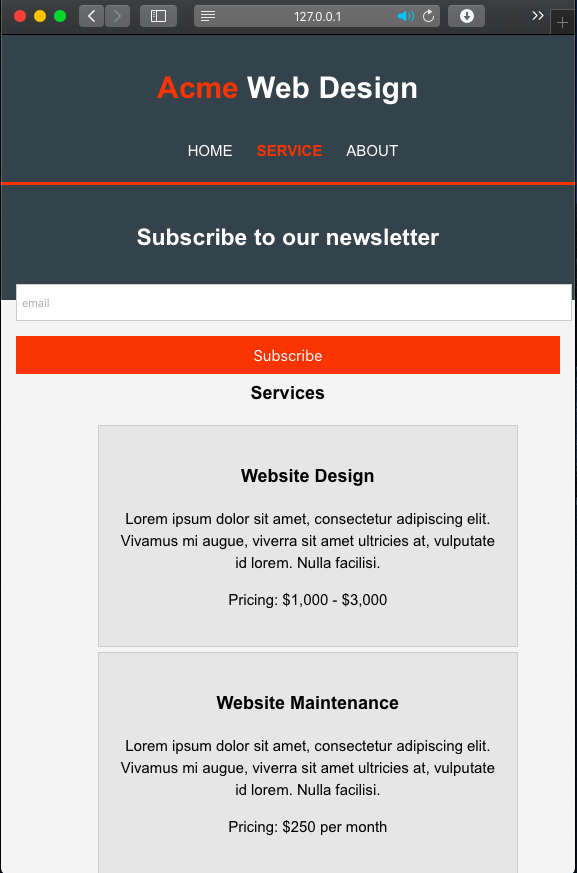 127.0.0.1
Acme Web Design
HOME SERVICE ABOUT
Subscribe to our newsletter
email
Subscribe
Services
Website Design
Lorem ipsum dolor sit amet, consectetur adipiscing elit.
Vivamus mi augue, viverra sit amet ultricies at, vulputate
id lorem. Nulla facilisi.
Pricing: $1,000 - $3,000
Website Maintenance
Lorem ipsum dolor sit amet, consectetur adipiscing elit.
Vivamus mi augue, viverra sit amet ultricies at, vulputate
id lorem. Nulla facilisi.
Pricing: $250 per month